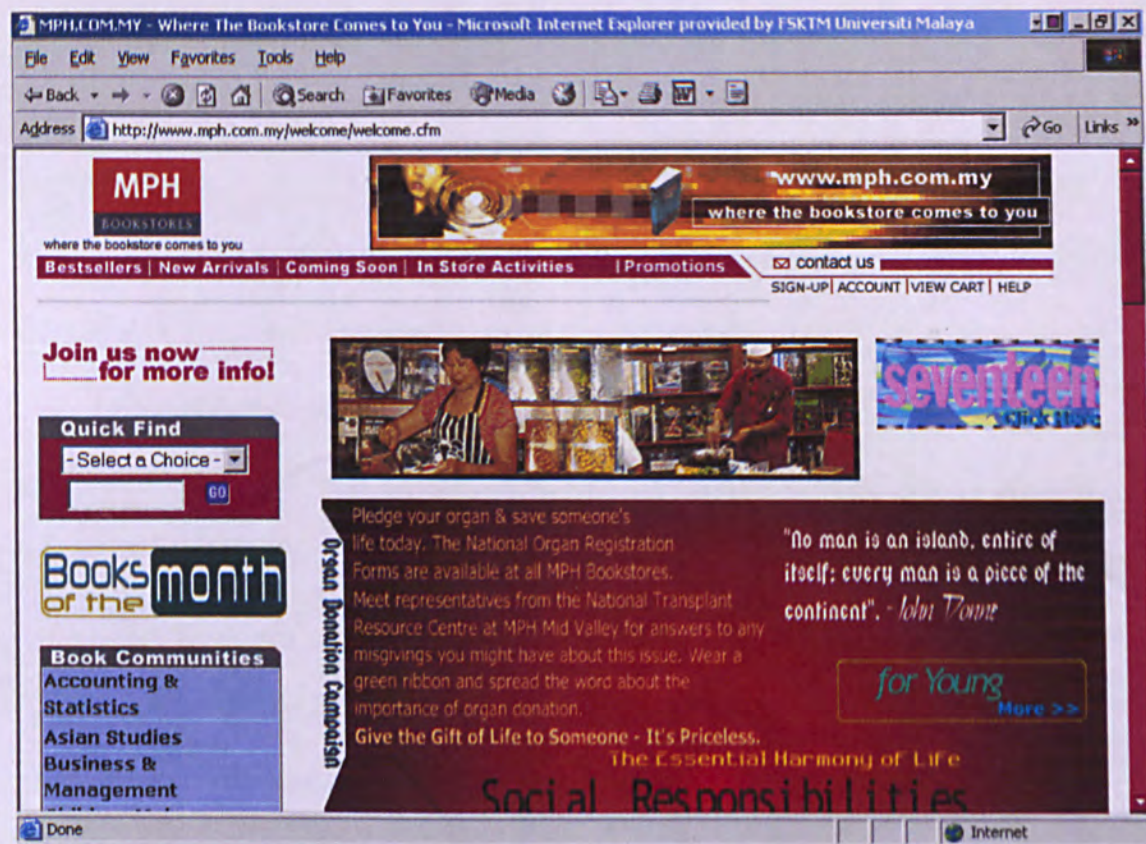 MPH.COM.MY - Where The Bookstore Comes to You - Microsoft Internet Explorer provided by FSKTM Universiti Malaya
File Edit View Favorites Tools Help
Back Search Favorites Media
Address http://www.mph.com.my/welcome/welcome.cfm Go Links »
MPH
BOOKSTORES
where the bookstore comes to you
www.mph.com.my
where the bookstore comes to you
Bestsellers | New Arrivals | Coming Soon | In Store Activities | Promotions
contact us
SIGN-UP | ACCOUNT | VIEW CART | HELP
Join us now
for more info!
seventeen
Click Here
Quick Find
- Select a Choice -
GO
Books
of the month
Book Communities
Accounting &
Statistics
Asian Studies
Business &
Management
Organ Donation Campaign
Pledge your organ & save someone's
life today. The National Organ Registration
Forms are available at all MPH Bookstores.
Meet representatives from the National Transplant
Resource Centre at MPH Mid Valley for answers to any
misgivings you might have about this issue. Wear a
green ribbon and spread the word about the
importance of organ donation.
Give the Gift of Life to Someone - It's Priceless.
"No man is an island, entire of
itself; every man is a piece of the
continent". - John Donne
for Young
More >>
The Essential Harmony of Life
Social Responsibilities
Done
Internet